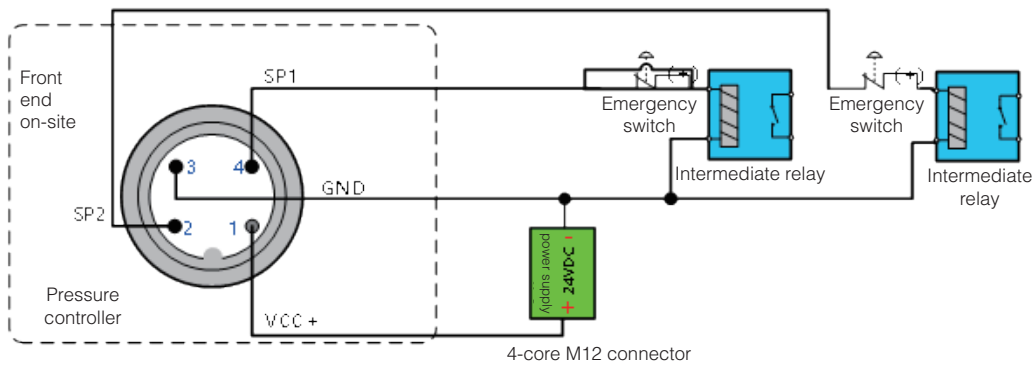 Front
end
on-site
SP1
Emergency
switch
Intermediate relay
Emergency
switch
Intermediate
relay
3
4
GND
SP2
2
1
24VDC
power supply
- +
Pressure
controller
VCC +
4-core M12 connector